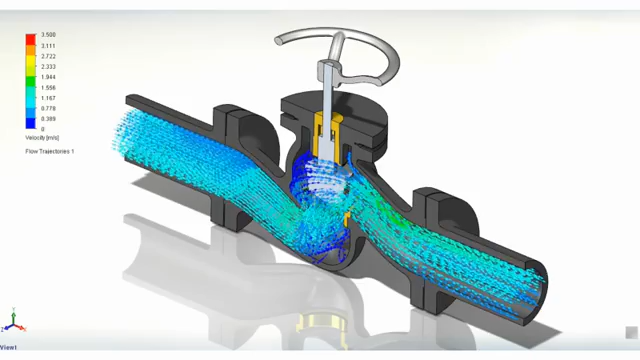 3.500
3.111
2.722
2.333
1.944
1.556
1.167
0.778
0.389
0
Velocity [m/s]
Flow Trajectories 1
Y
Z
X
View1